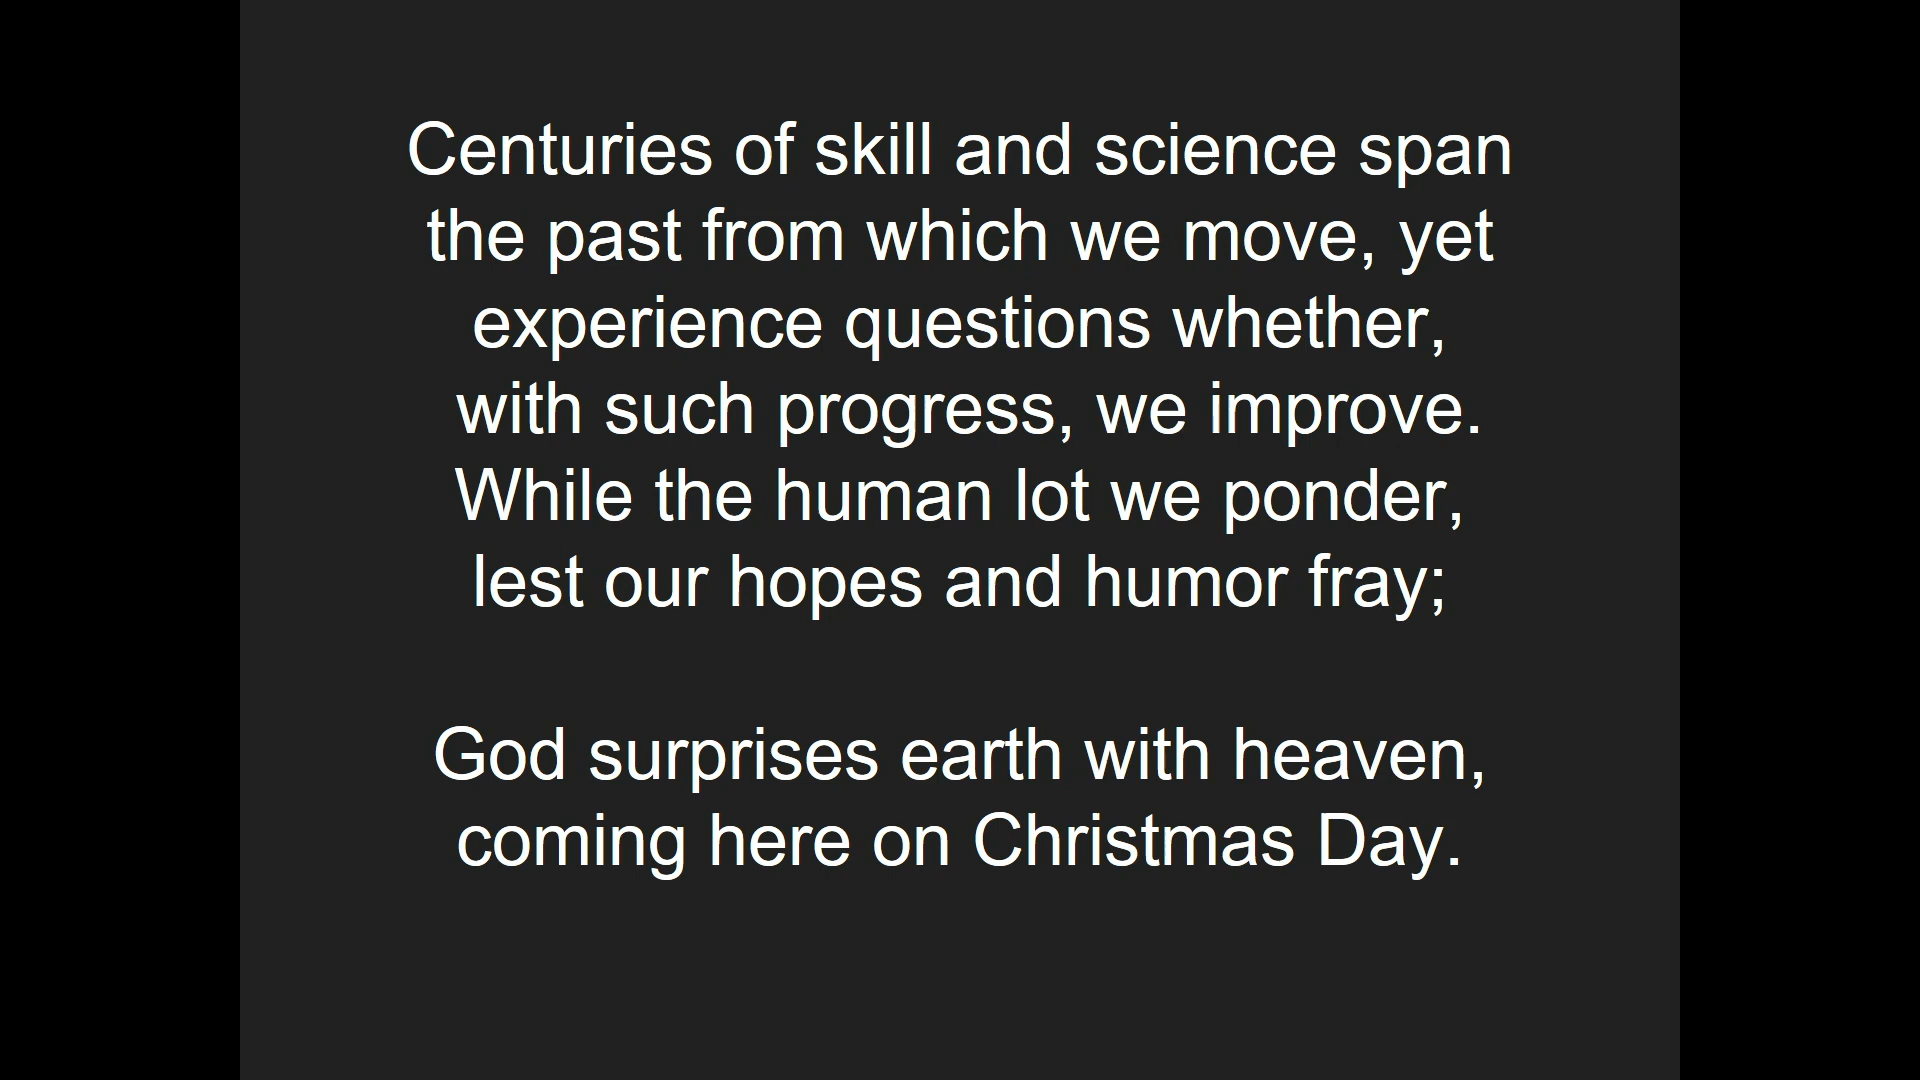 Centuries of skill and science span
the past from which we move, yet
experience questions whether,
with such progress, we improve.
While the human lot we ponder,
lest our hopes and humor fray;
God surprises earth with heaven,
coming here on Christmas Day.